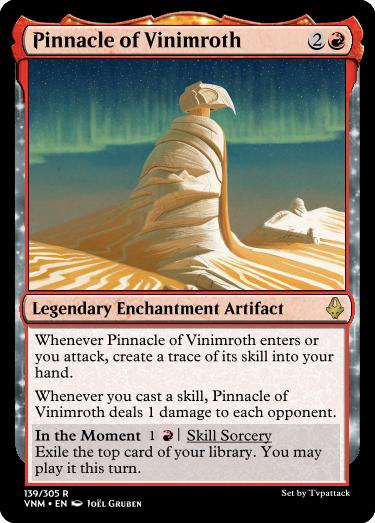 Pinnacle of Vinimroth 2
Legendary Enchantment Artifact
Whenever Pinnacle of Vinimroth enters or
you attack, create a trace of its skill into your
hand.
Whenever you cast a skill, Pinnacle of
Vinimroth deals 1 damage to each opponent.
In the Moment 1 | Skill Sorcery
Exile the top card of your library. You may
play it this turn.
139/305 R Set by Tvpattack
VNM • EN JOËL GRUBEN